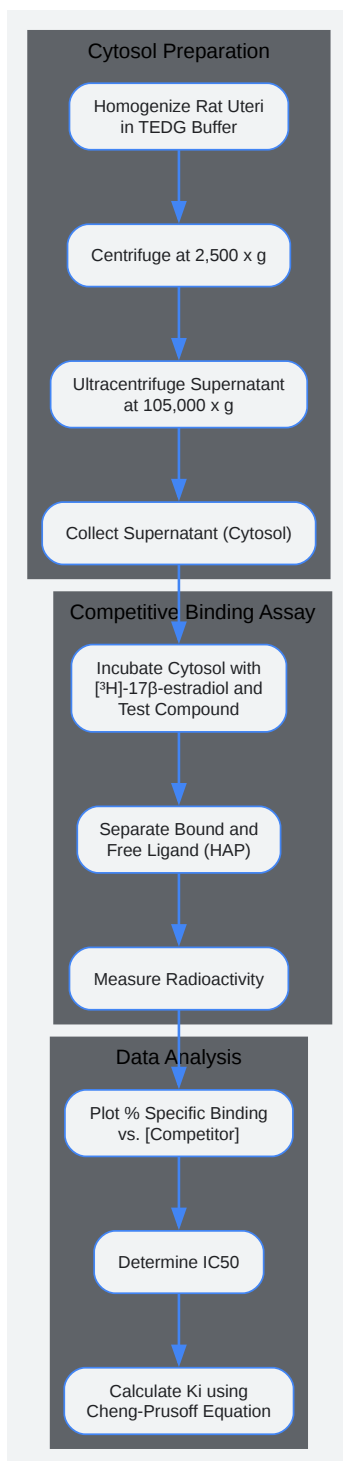 Cytosol Preparation
Homogenize Rat Uteri
in TEDG Buffer
Centrifuge at 2,500 x g
Ultracentrifuge Supernatant
at 105,000 x g
Collect Supernatant (Cytosol)
Competitive Binding Assay
Incubate Cytosol with
[³H]-17β-estradiol and
Test Compound
Separate Bound and
Free Ligand (HAP)
Measure Radioactivity
Data Analysis
Plot % Specific Binding
vs. [Competitor]
Determine IC50
Calculate Ki using
Cheng-Prusoff Equation